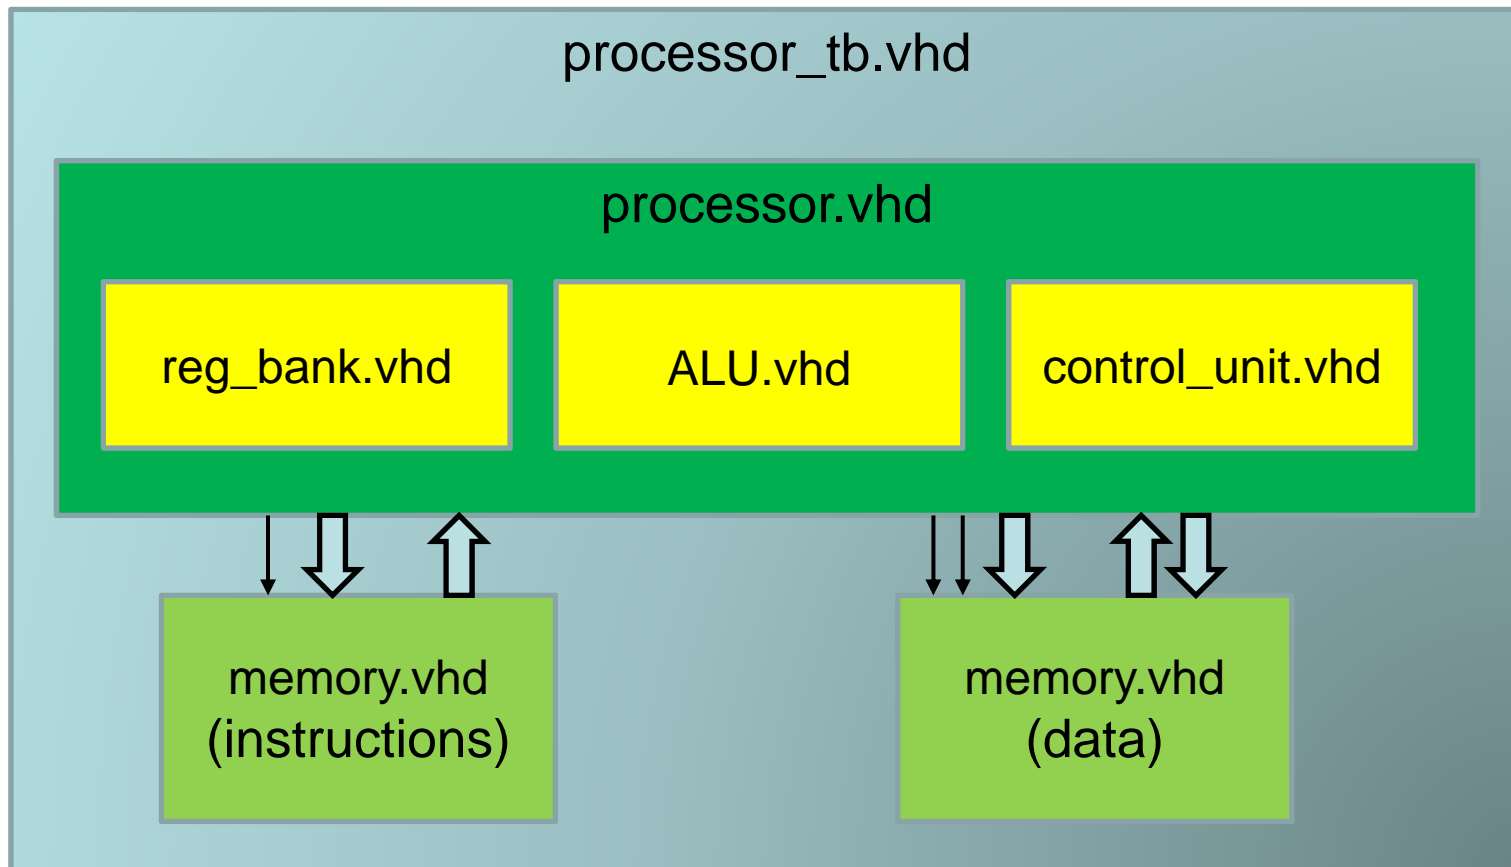 processor_tb.vhd
processor.vhd
reg_bank.vhd
ALU.vhd
control_unit.vhd
memory.vhd
(instructions)
memory.vhd
(data)